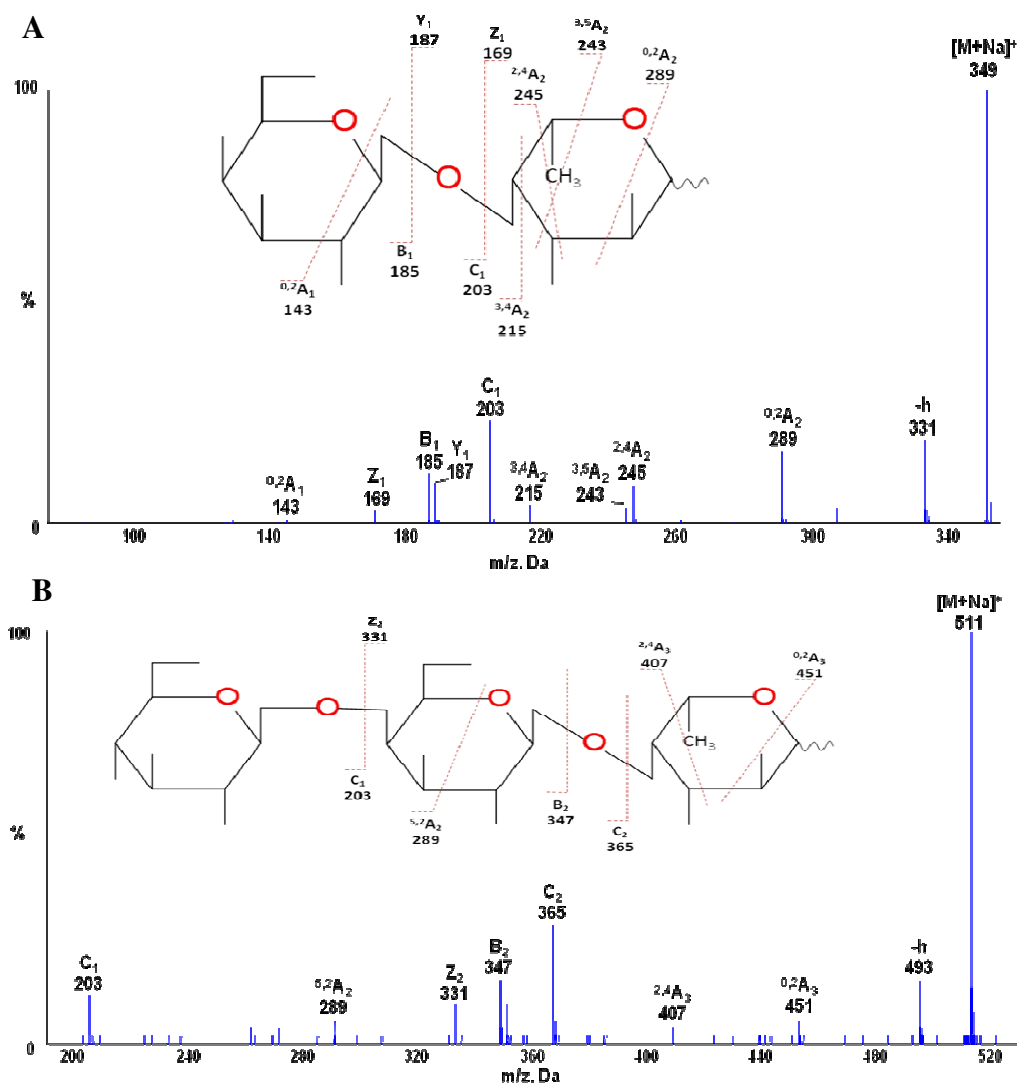 A
Y₁
187
Z₁
169
³,⁵A₂
243
⁰,²A₂
289
[M+Na]⁺
349
²,⁴A₂
245
100
O
O
O
CH₃
B₁
185
C₁
203
⁰,²A₁
143
³,⁴A₂
215
%
C₁
203
-h
331
⁰,²A₂
289
B₁
185
Y₁
187
²,⁴A₂
245
³,⁴A₂
215
³,⁵A₂
243
Z₁
169
⁰,²A₁
143
0
100 140 180 220 260 300 340
m/z. Da
B
[M+Na]⁺
511
100
Z₂
331
²,⁴A₃
407
⁰,²A₃
451
O
O
O
O
O
CH₃
C₁
203
⁵,²A₂
289
B₂
347
C₂
365
%
C₂
365
B₂
347
-h
493
C₁
203
Z₂
331
⁵,²A₂
289
²,⁴A₃
407
⁰,²A₃
451
0
200 240 280 320 360 400 440 480 520
m/z. Da